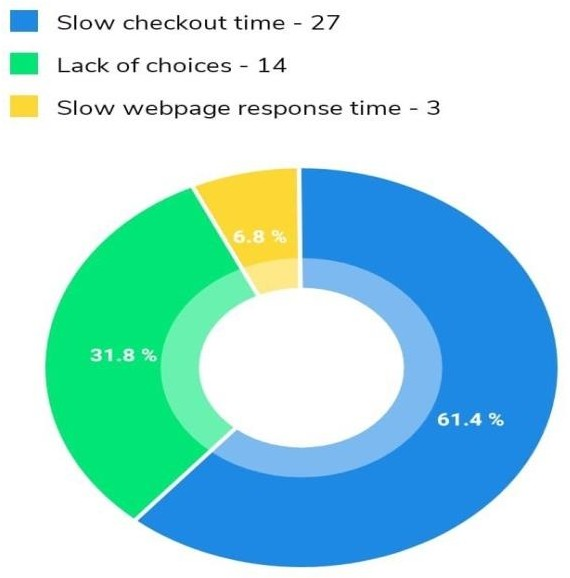 Slow checkout time - 27
Lack of choices - 14
Slow webpage response time - 3
6.8 %
31.8 %
61.4 %